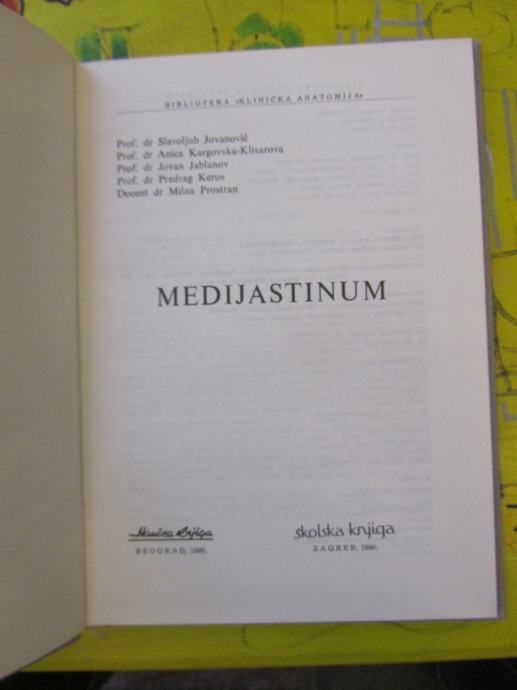 BIBLIOTEKA »KLINIČKA ANATOMIJA«
Prof. dr Slavoljub Jovanović
Prof. dr Anica Kargovska-Klisarova
Prof. dr Jovan Jablanov
Prof. dr Predrag Keros
Docent dr Milan Prostran
MEDIJASTINUM
Naučna knjiga
BEOGRAD, 1990.
školska knjiga
ZAGREB, 1990.